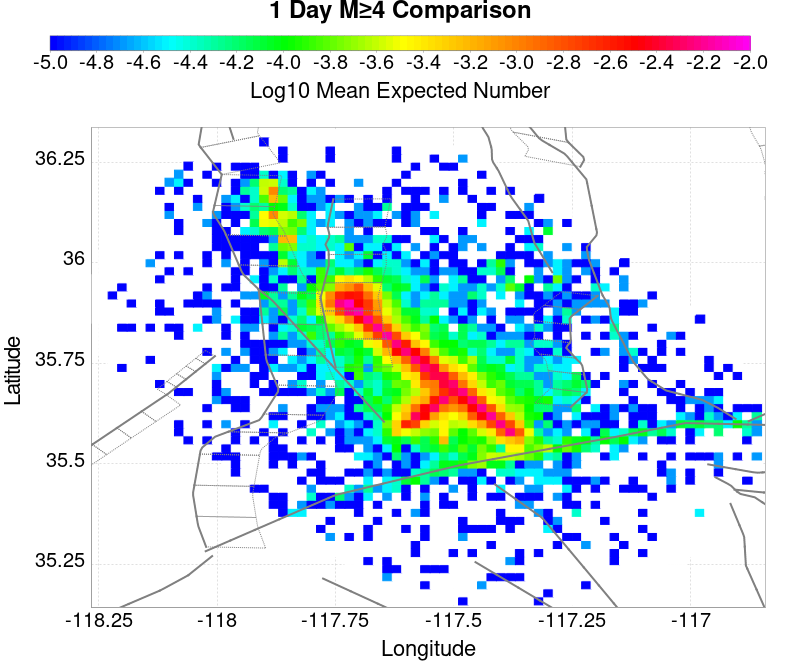 1 Day M≥4 Comparison
-5.0 -4.8 -4.6 -4.4 -4.2 -4.0 -3.8 -3.6 -3.4 -3.2 -3.0 -2.8 -2.6 -2.4 -2.2 -2.0
Log10 Mean Expected Number
36.25
36
35.75
35.5
35.25
Latitude
-118.25 -118 -117.75 -117.5 -117.25 -117
Longitude